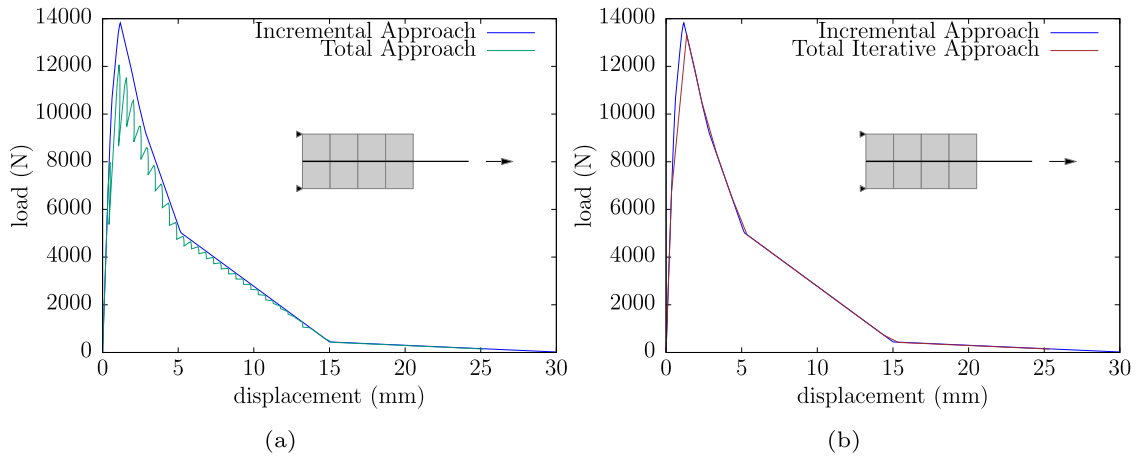 14000
12000
10000
8000
6000
4000
2000
0
load (N)
Incremental Approach
Total Approach
0 5 10 15 20 25 30
displacement (mm)
(a)
14000
12000
10000
8000
6000
4000
2000
0
load (N)
Incremental Approach
Total Iterative Approach
0 5 10 15 20 25 30
displacement (mm)
(b)